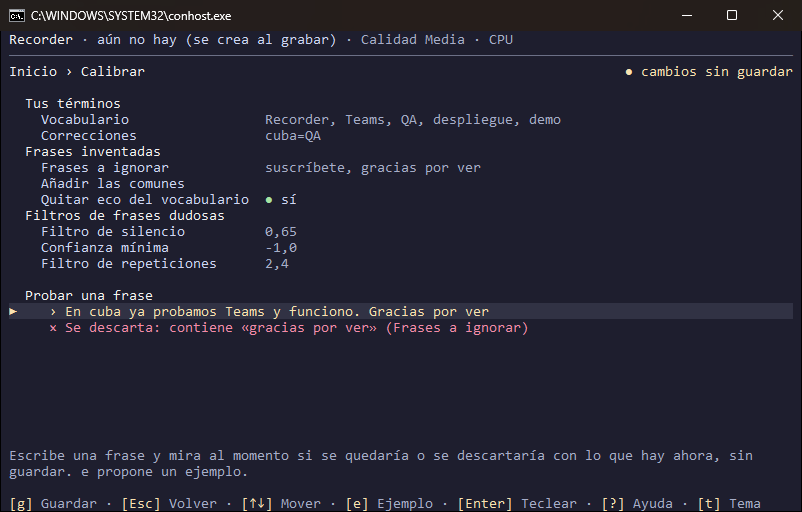 C:\WINDOWS\SYSTEM32\conhost.exe
Recorder · aún no hay (se crea al grabar) · Calidad Media · CPU
Inicio › Calibrar ● cambios sin guardar
Tus términos
Vocabulario Recorder, Teams, QA, despliegue, demo
Correcciones cuba=QA
Frases inventadas
Frases a ignorar suscríbete, gracias por ver
Añadir las comunes
Quitar eco del vocabulario ● sí
Filtros de frases dudosas
Filtro de silencio 0,65
Confianza mínima -1,0
Filtro de repeticiones 2,4
Probar una frase
► › En cuba ya probamos Teams y funciono. Gracias por ver
× Se descarta: contiene «gracias por ver» (Frases a ignorar)
Escribe una frase y mira al momento si se quedaría o se descartaría con lo que hay ahora, sin
guardar. e propone un ejemplo.
[g] Guardar · [Esc] Volver · [↑↓] Mover · [e] Ejemplo · [Enter] Teclear · [?] Ayuda · [t] Tema